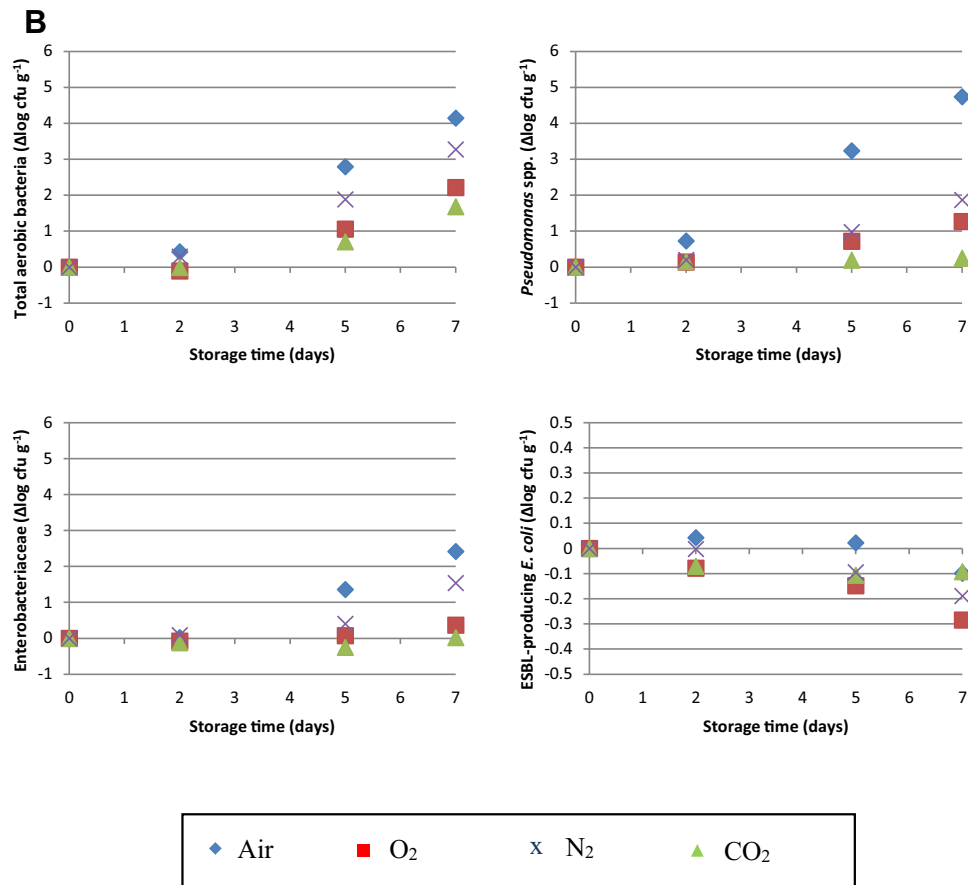 B
Total aerobic bacteria (Δlog cfu g⁻¹)
6
5
4
3
2
1
0
-1
0 1 2 3 4 5 6 7
Storage time (days)
Pseudomonas spp. (Δlog cfu g⁻¹)
6
5
4
3
2
1
0
-1
0 1 2 3 4 5 6 7
Storage time (days)
Enterobacteriaceae (Δlog cfu g⁻¹)
6
5
4
3
2
1
0
-1
0 1 2 3 4 5 6 7
Storage time (days)
ESBL-producing E. coli (Δlog cfu g⁻¹)
0.5
0.4
0.3
0.2
0.1
0
-0.1
-0.2
-0.3
-0.4
-0.5
0 1 2 3 4 5 6 7
Storage time (days)
Air O₂ x N₂ CO₂